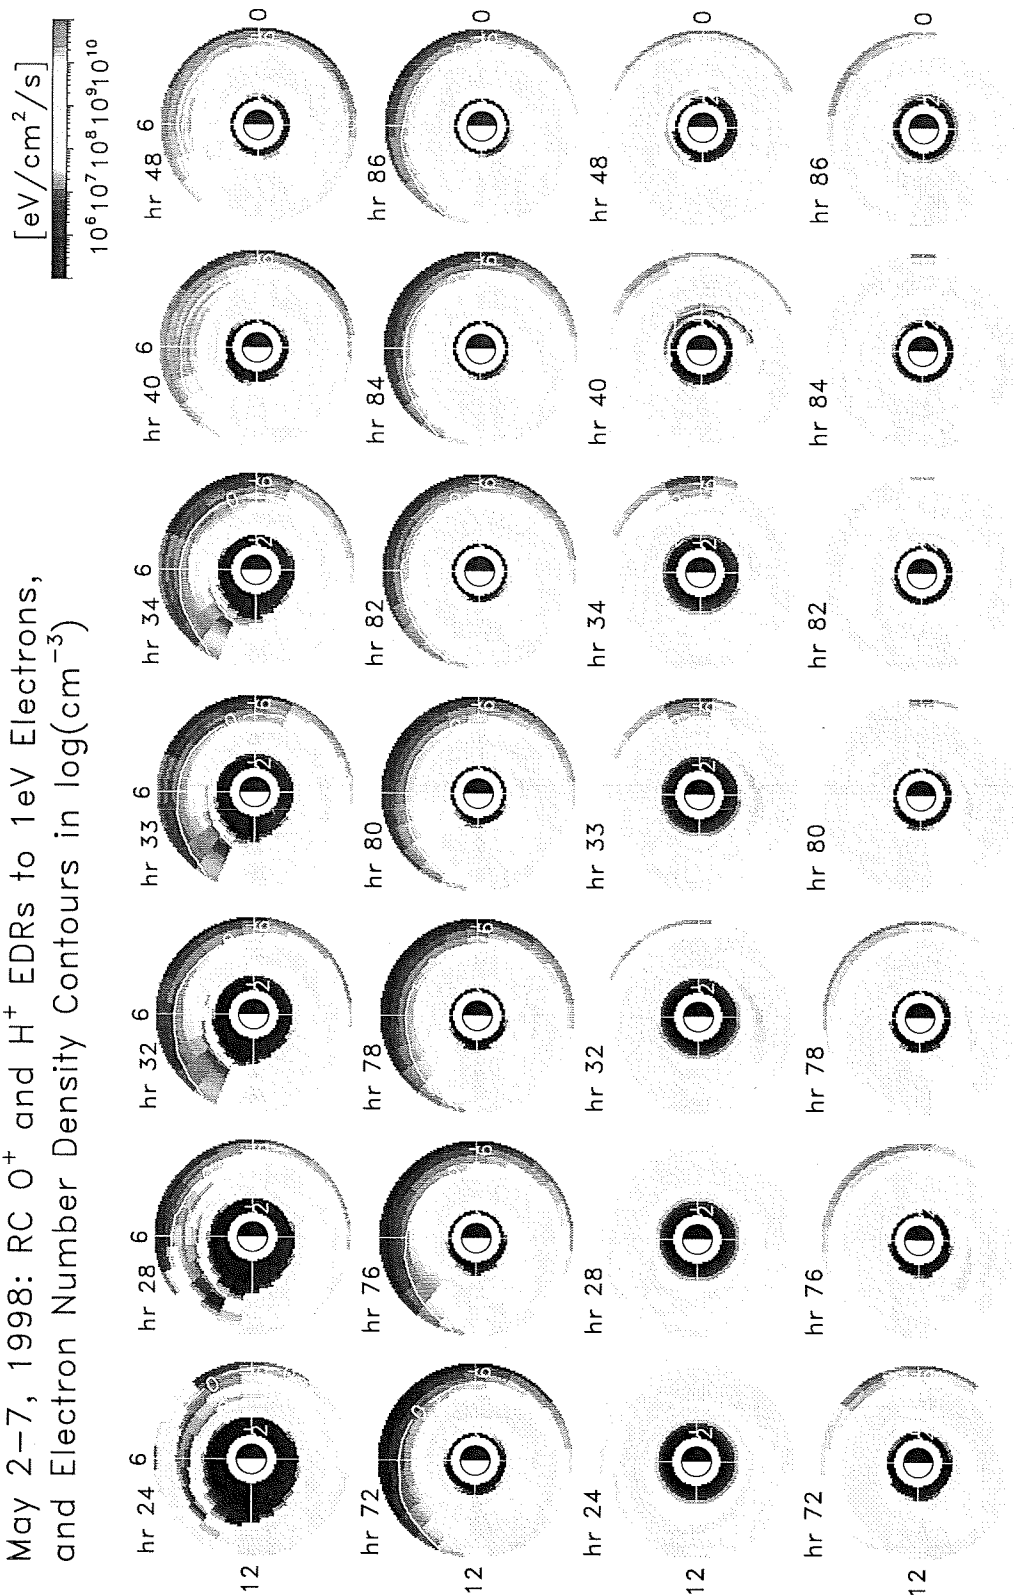 May 2–7, 1998: RC O⁺ and H⁺ EDRs to 1eV Electrons,
and Electron Number Density Contours in log(cm⁻³)
[eV/cm²/s]
10⁶10⁷10⁸10⁹10¹⁰
hr 24 6
hr 28 6
hr 32 6
hr 33 6
hr 34 6
hr 40 6
hr 48 6
12
0
hr 72
hr 76
hr 78
hr 80
hr 82
hr 84
hr 86
0
hr 24
hr 28
hr 32
hr 33
hr 34
hr 40
hr 48
0
hr 72
hr 76
hr 78
hr 80
hr 82
hr 84
hr 86
12
0